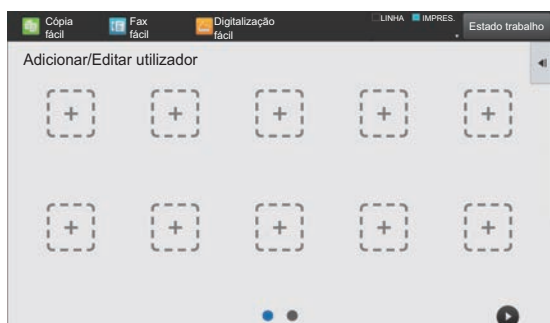 Cópia fácil
Fax fácil
Digitalização fácil
LINHA
IMPRES.
Estado trabalho
Adicionar/Editar utilizador